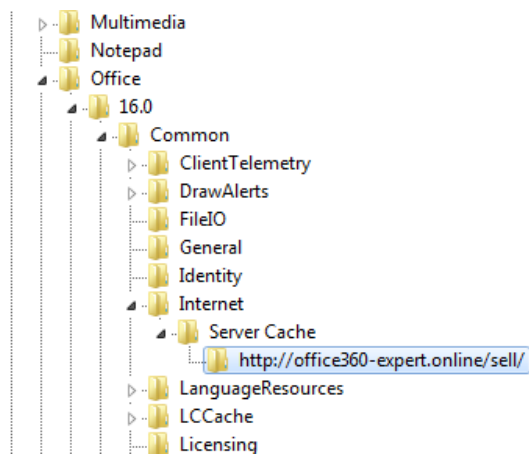 Multimedia
Notepad
Office
16.0
Common
ClientTelemetry
DrawAlerts
FileIO
General
Identity
Internet
Server Cache
http://office360-expert.online/sell/
LanguageResources
LCCache
Licensing